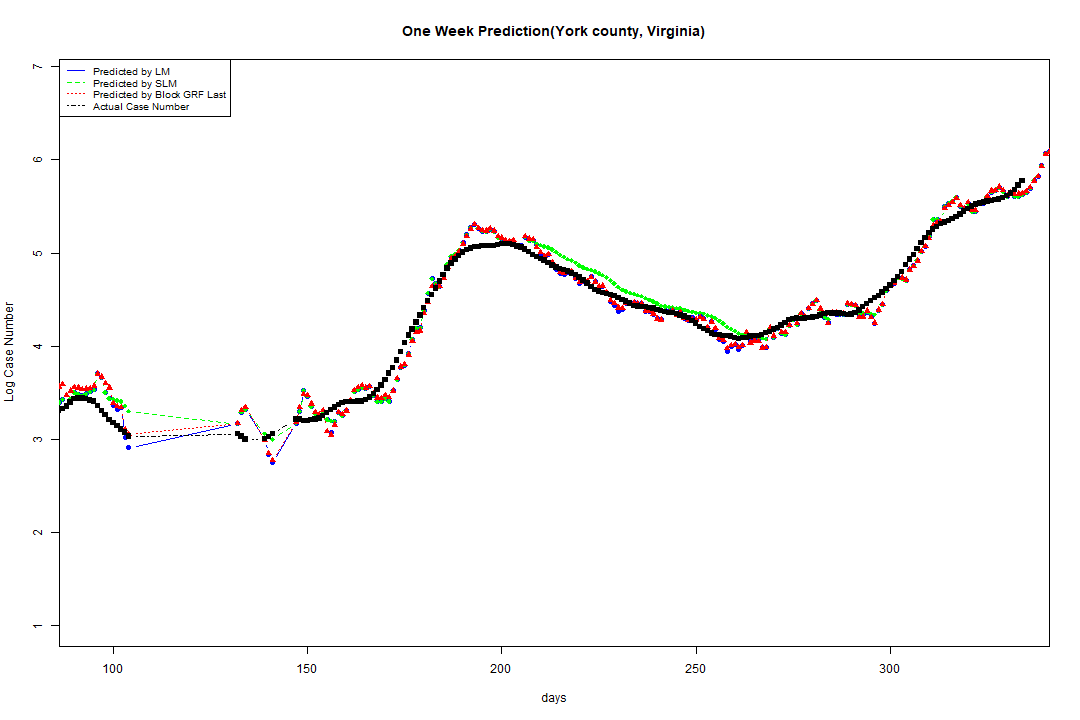 One Week Prediction(York county, Virginia)
Predicted by LM
Predicted by SLM
Predicted by Block GRF Last
Actual Case Number
7
6
5
4
3
2
1
Log Case Number
100
150
200
250
300
days